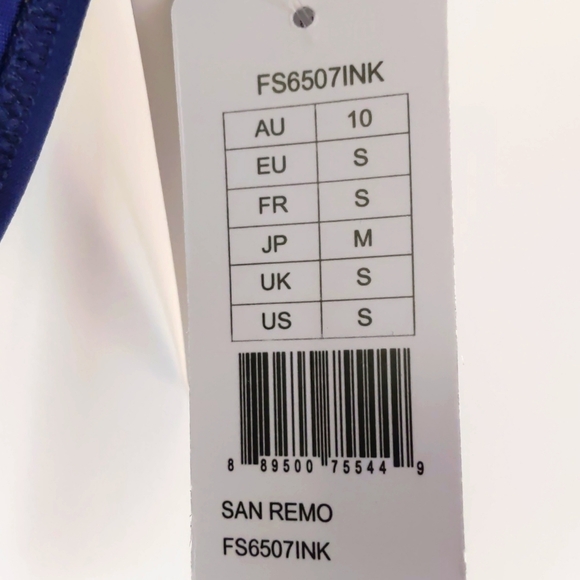 FS6507INK
AU 10
EU S
FR S
JP M
UK S
US S
8 89500 75544 9
SAN REMO
FS6507INK